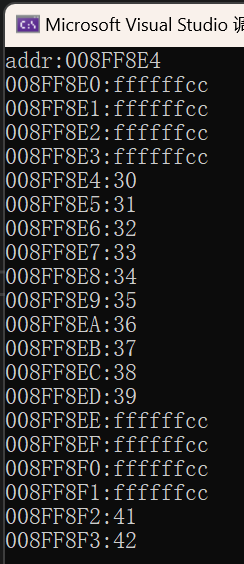 Microsoft Visual Studio 调
addr:008FF8E4
008FF8E0:ffffffcc
008FF8E1:ffffffcc
008FF8E2:ffffffcc
008FF8E3:ffffffcc
008FF8E4:30
008FF8E5:31
008FF8E6:32
008FF8E7:33
008FF8E8:34
008FF8E9:35
008FF8EA:36
008FF8EB:37
008FF8EC:38
008FF8ED:39
008FF8EE:ffffffcc
008FF8EF:ffffffcc
008FF8F0:ffffffcc
008FF8F1:ffffffcc
008FF8F2:41
008FF8F3:42